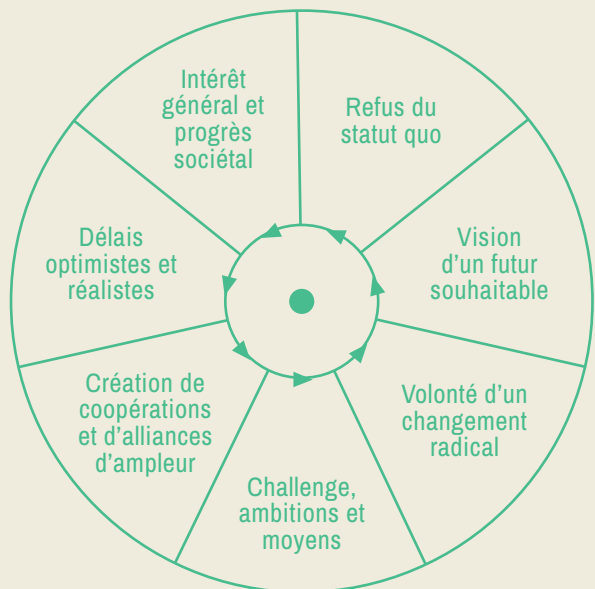 Intérêt
général et
progrès
sociétal
Refus du
statut quo
Vision
d'un futur
souhaitable
Volonté d'un
changement
radical
Challenge,
ambitions et
moyens
Création de
coopérations
et d'alliances
d'ampleur
Délais
optimistes et
réalistes